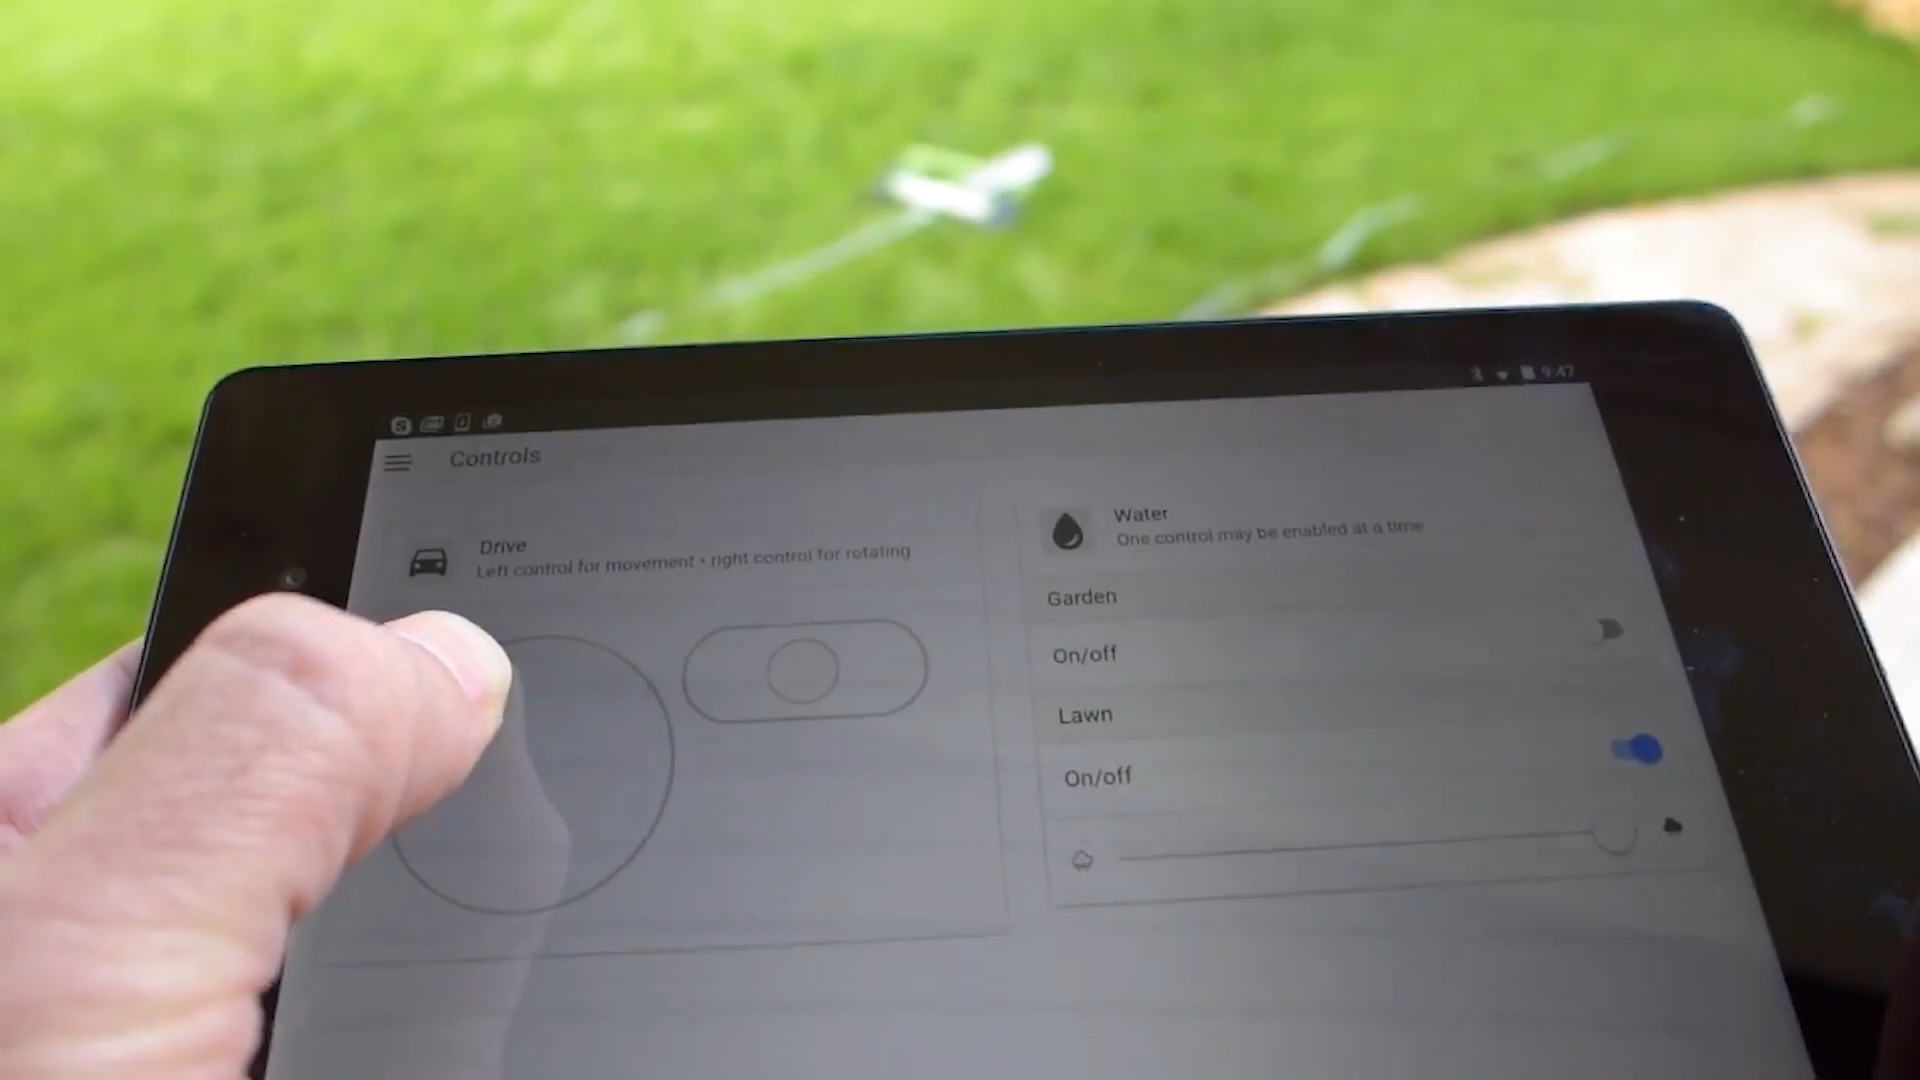 9:47
Controls
Drive
Left control for movement • right control for rotating
Water
One control may be enabled at a time
Garden
On/off
Lawn
On/off